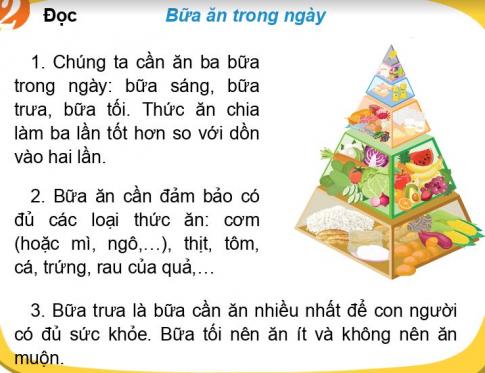 Đọc
Bữa ăn trong ngày
1. Chúng ta cần ăn ba bữa
trong ngày: bữa sáng, bữa
trưa, bữa tối. Thức ăn chia
làm ba lần tốt hơn so với dồn
vào hai lần.
2. Bữa ăn cần đảm bảo có
đủ các loại thức ăn: cơm
(hoặc mì, ngô,…), thịt, tôm,
cá, trứng, rau của quả,…
3. Bữa trưa là bữa cần ăn nhiều nhất để con người
có đủ sức khỏe. Bữa tối nên ăn ít và không nên ăn
muộn.